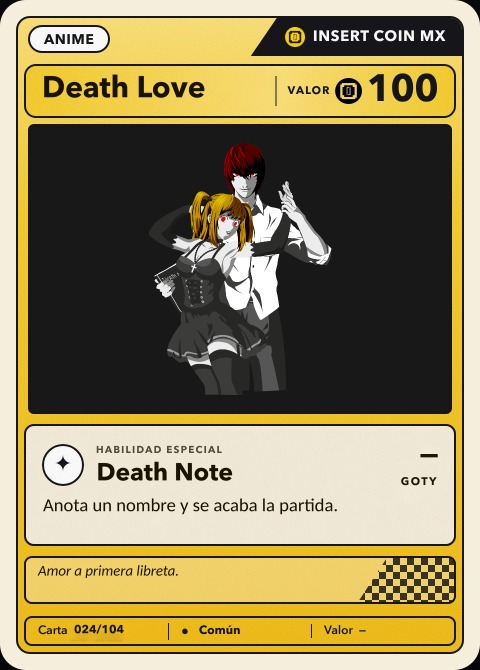 ANIME
INSERT COIN MX
Death Love
VALOR 100
HABILIDAD ESPECIAL
Death Note
–
GOTY
Anota un nombre y se acaba la partida.
Amor a primera libreta.
Carta 024/104 • Común Valor –